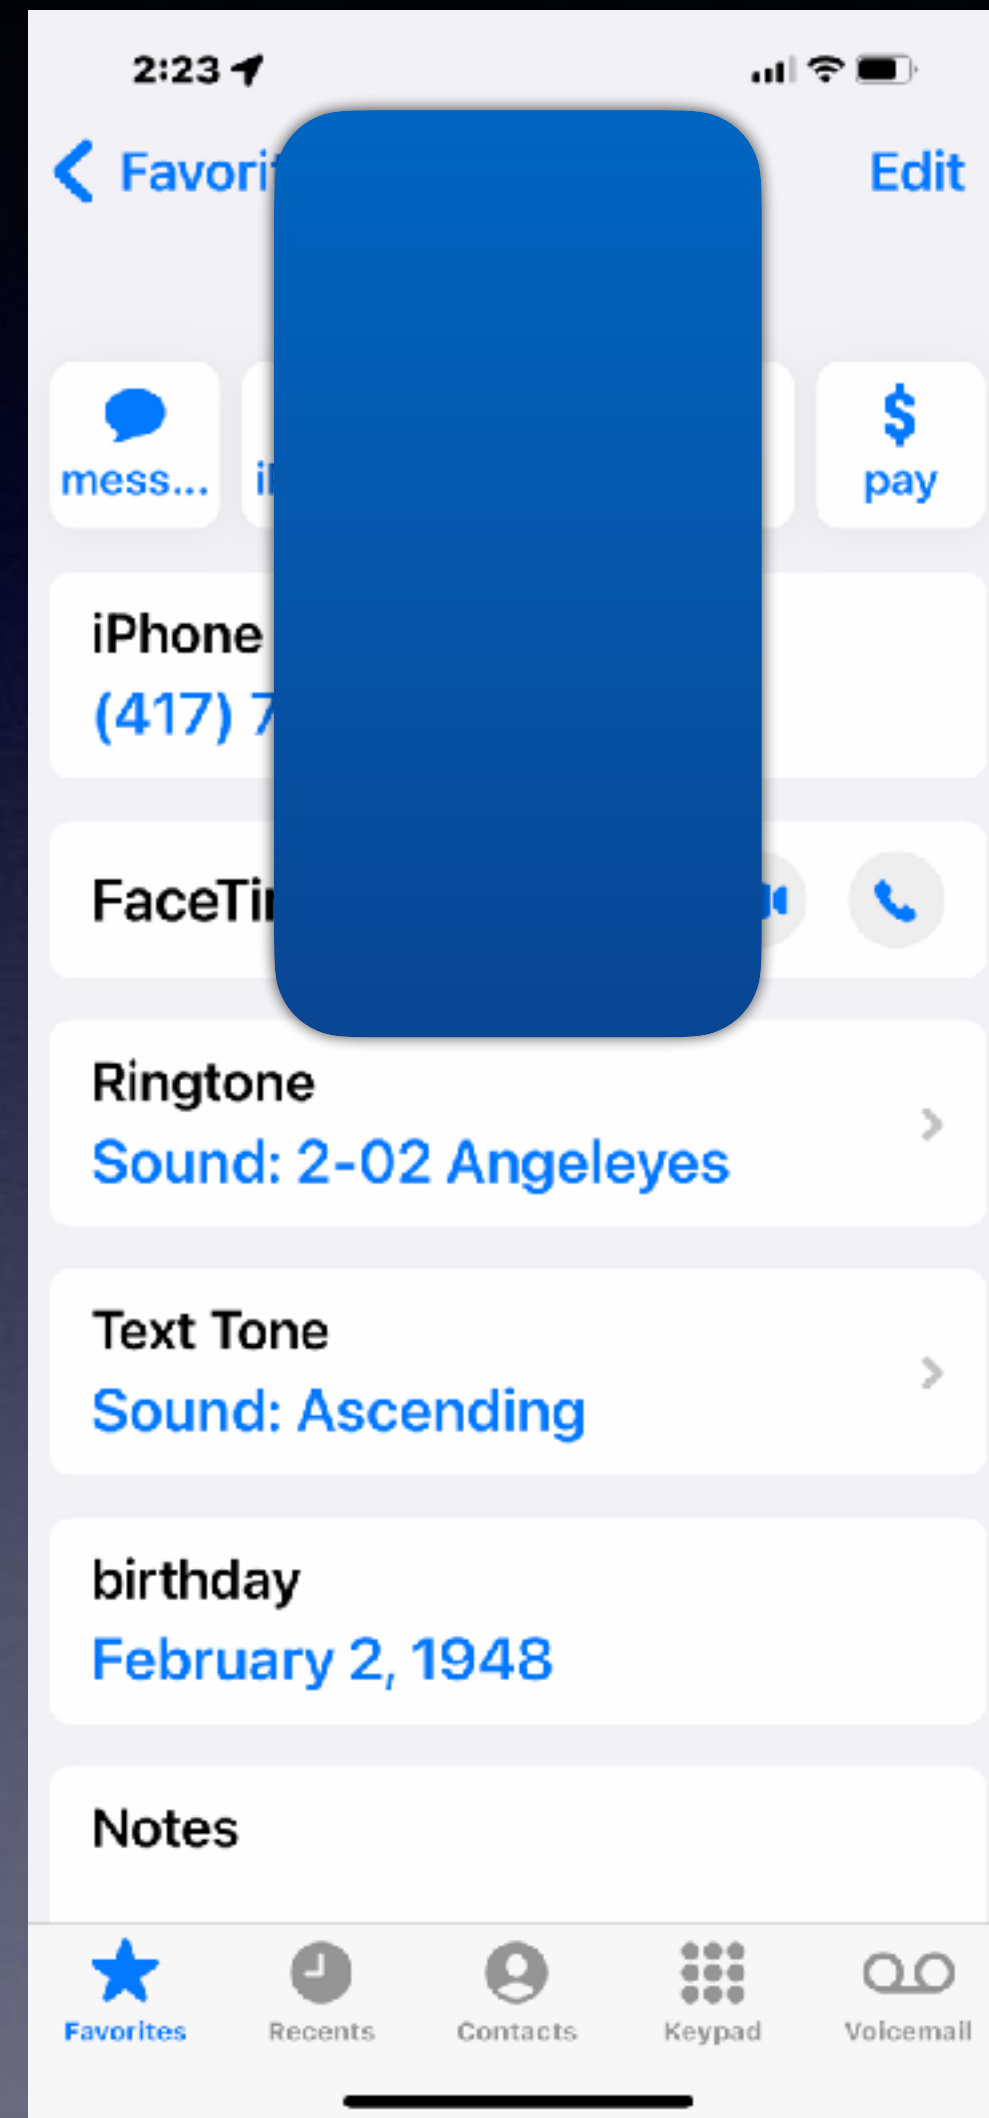 2:23
Favori
Edit
mess...
$
pay
iPhone
(417) 7
FaceTi
Ringtone
Sound: 2-02 Angeleyes
Text Tone
Sound: Ascending
birthday
February 2, 1948
Notes
Favorites
Recents
Contacts
Keypad
Voicemail